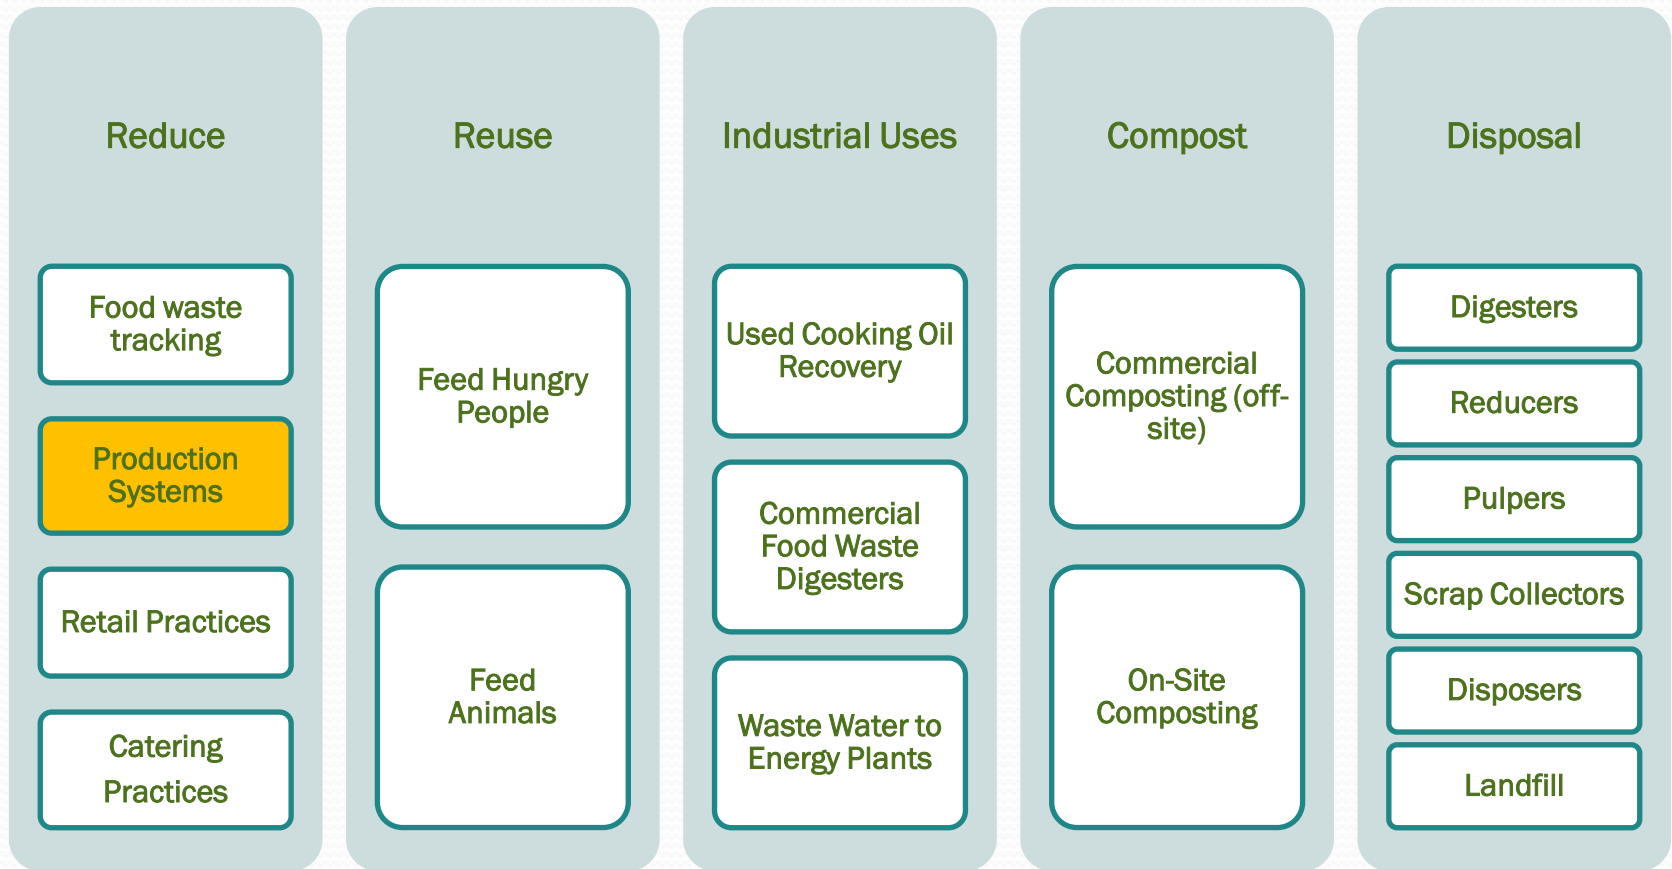 Reduce
Food waste
tracking
Production
Systems
Retail Practices
Catering
Practices
Reuse
Feed Hungry
People
Feed
Animals
Industrial Uses
Used Cooking Oil
Recovery
Commercial
Food Waste
Digesters
Waste Water to
Energy Plants
Compost
Commercial
Composting (off-
site)
On-Site
Composting
Disposal
Digesters
Reducers
Pulpers
Scrap Collectors
Disposers
Landfill